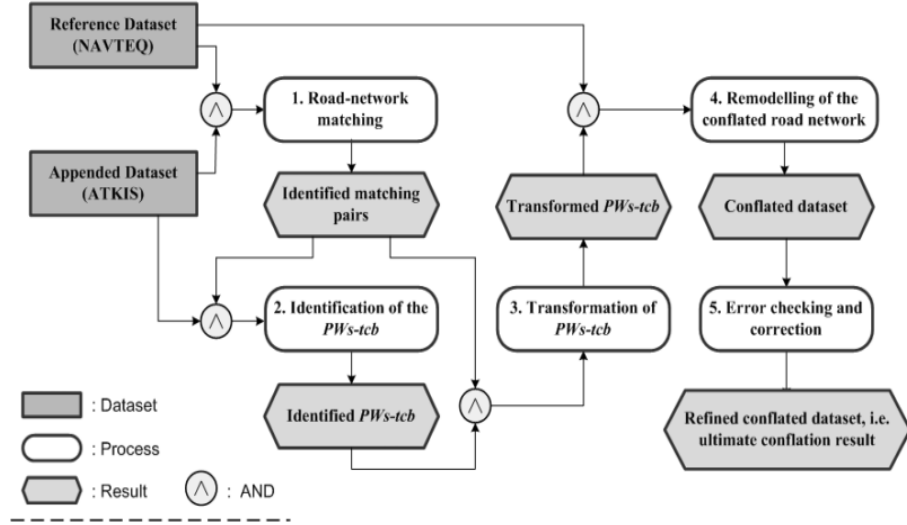 Reference Dataset
(NAVTEQ)
∧
1. Road-network
matching
∧
4. Remodelling of the
conflated road network
Appended Dataset
(ATKIS)
Identified matching
pairs
Transformed PWs-tcb
Conflated dataset
∧
2. Identification of the
PWs-tcb
3. Transformation of
PWs-tcb
5. Error checking and
correction
Identified PWs-tcb
∧
Refined conflated dataset, i.e.
ultimate conflation result
: Dataset
: Process
: Result
∧ : AND